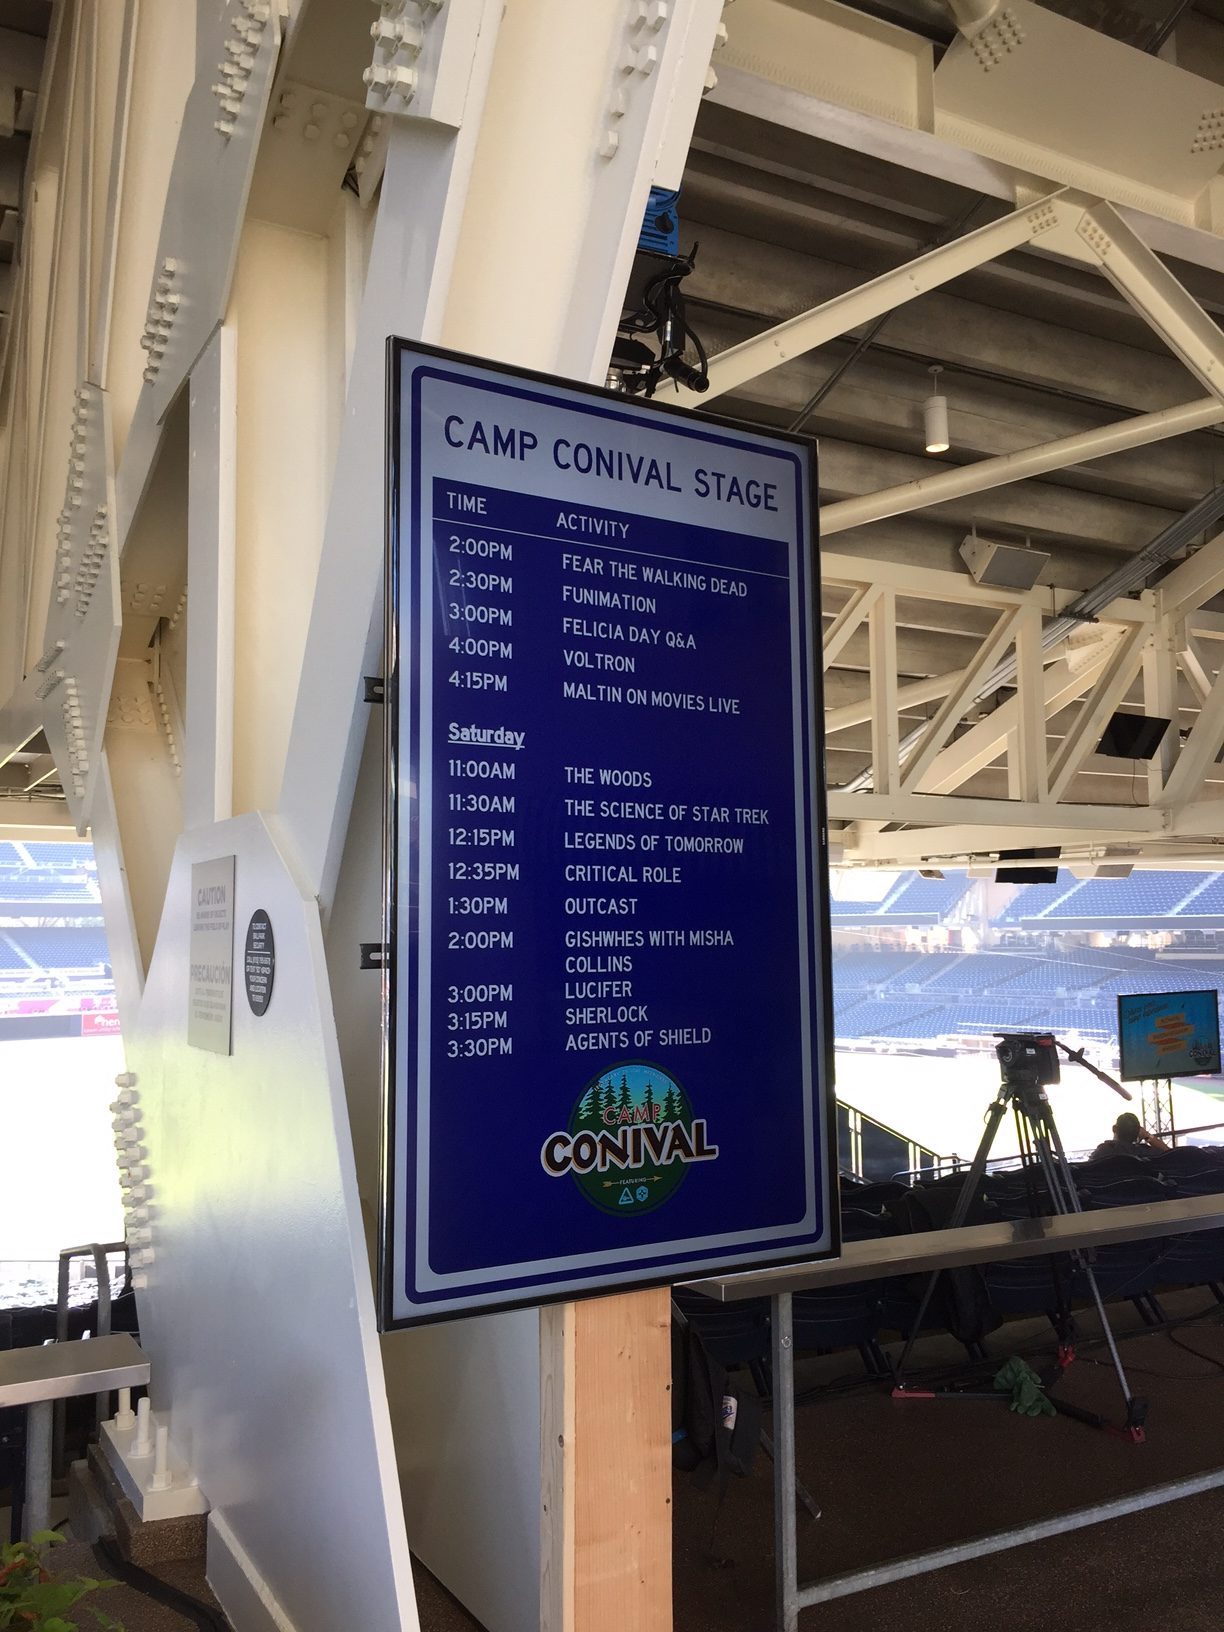 CAMP CONIVAL STAGE
TIME ACTIVITY
2:00PM FEAR THE WALKING DEAD
2:30PM FUNIMATION
3:00PM FELICIA DAY Q&A
4:00PM VOLTRON
4:15PM MALTIN ON MOVIES LIVE
Saturday
11:00AM THE WOODS
11:30AM THE SCIENCE OF STAR TREK
12:15PM LEGENDS OF TOMORROW
12:35PM CRITICAL ROLE
1:30PM OUTCAST
2:00PM GISHWHES WITH MISHA
COLLINS
3:00PM LUCIFER
3:15PM SHERLOCK
3:30PM AGENTS OF SHIELD
CAMP
CONIVAL
FEATURING
CAUTION
PRECAUCIÓN